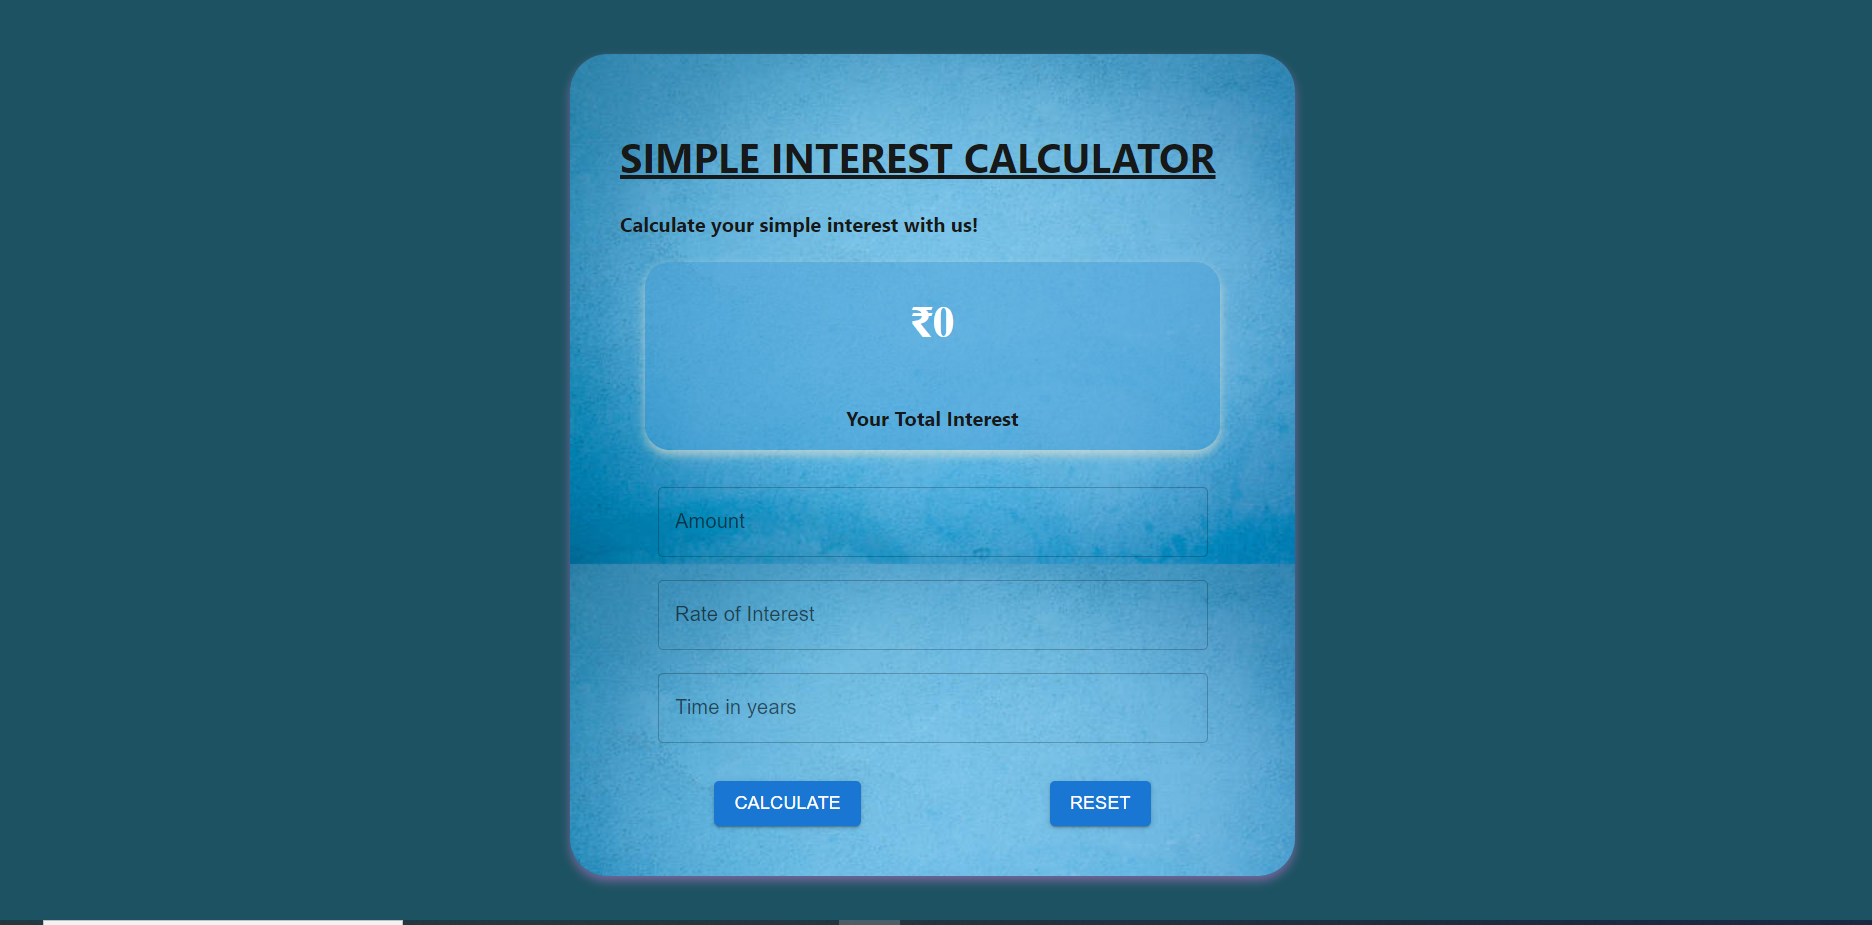 SIMPLE INTEREST CALCULATOR
Calculate your simple interest with us!
₹0
Your Total Interest
Amount
Rate of Interest
Time in years
CALCULATE RESET